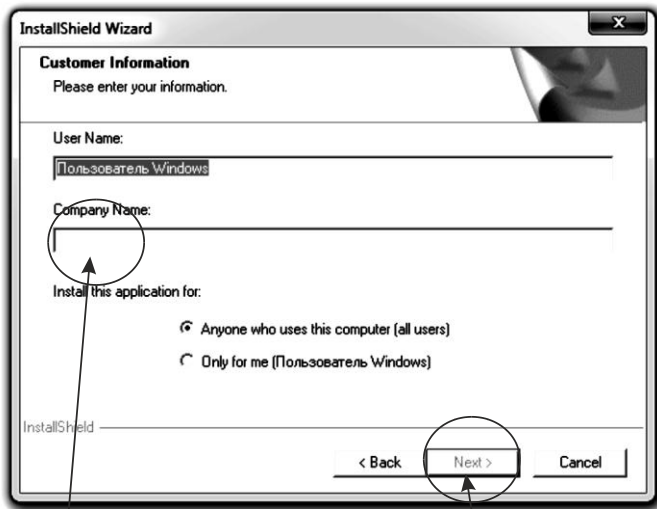 InstallShield Wizard
x
Customer Information
Please enter your information.
User Name:
Пользователь Windows
Company Name:
Install this application for:
Anyone who uses this computer (all users)
Only for me (Пользователь Windows)
InstallShield
< Back Next > Cancel